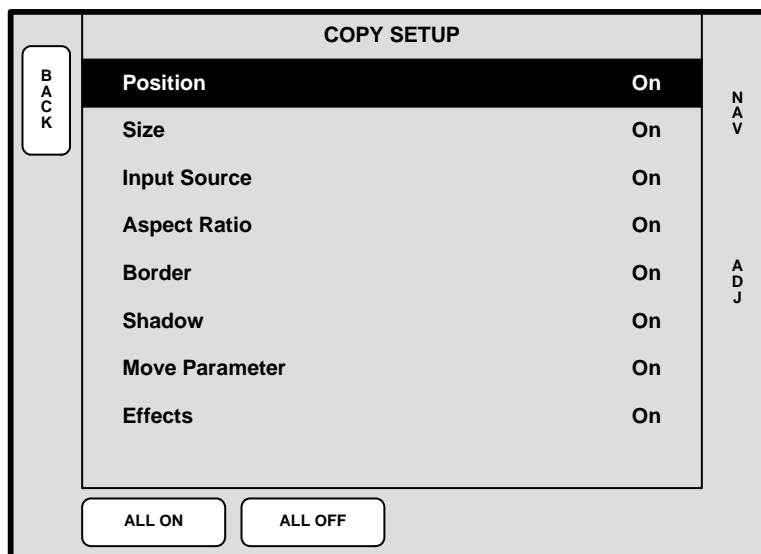 COPY SETUP
BACK
Position On
Size On
Input Source On
Aspect Ratio On
Border On
Shadow On
Move Parameter On
Effects On
NAV
ADJ
ALL ON ALL OFF